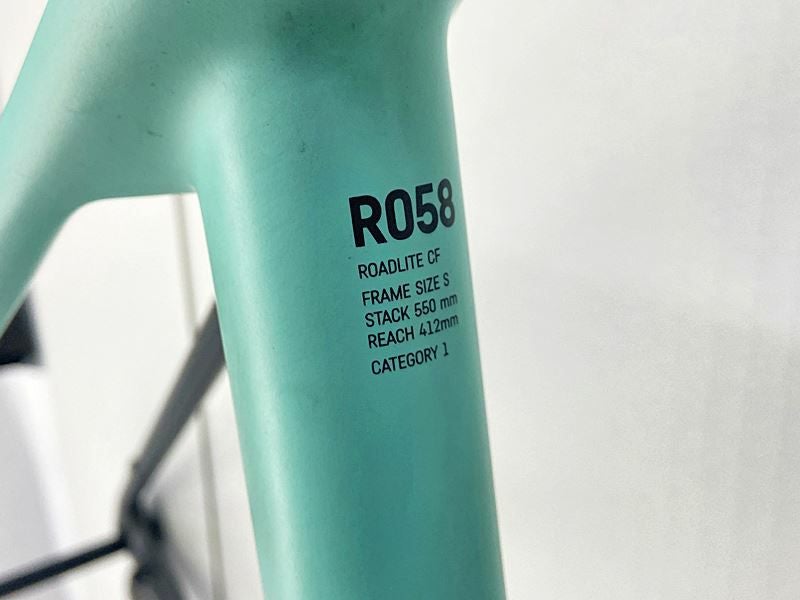 R058
ROADLITE CF
FRAME SIZE S
STACK 550 mm
REACH 412mm
CATEGORY 1